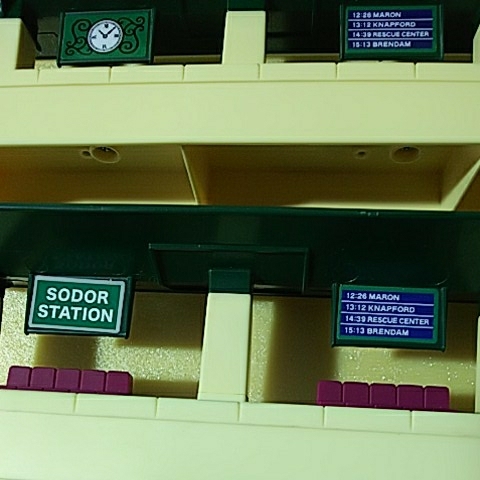 12:26 MARON
13:12 KNAPFORD
14:39 RESCUE CENTER
15:13 BRENDAM
SODOR
STATION
12:26 MARON
13:12 KNAPFORD
14:39 RESCUE CENTER
15:13 BRENDAM